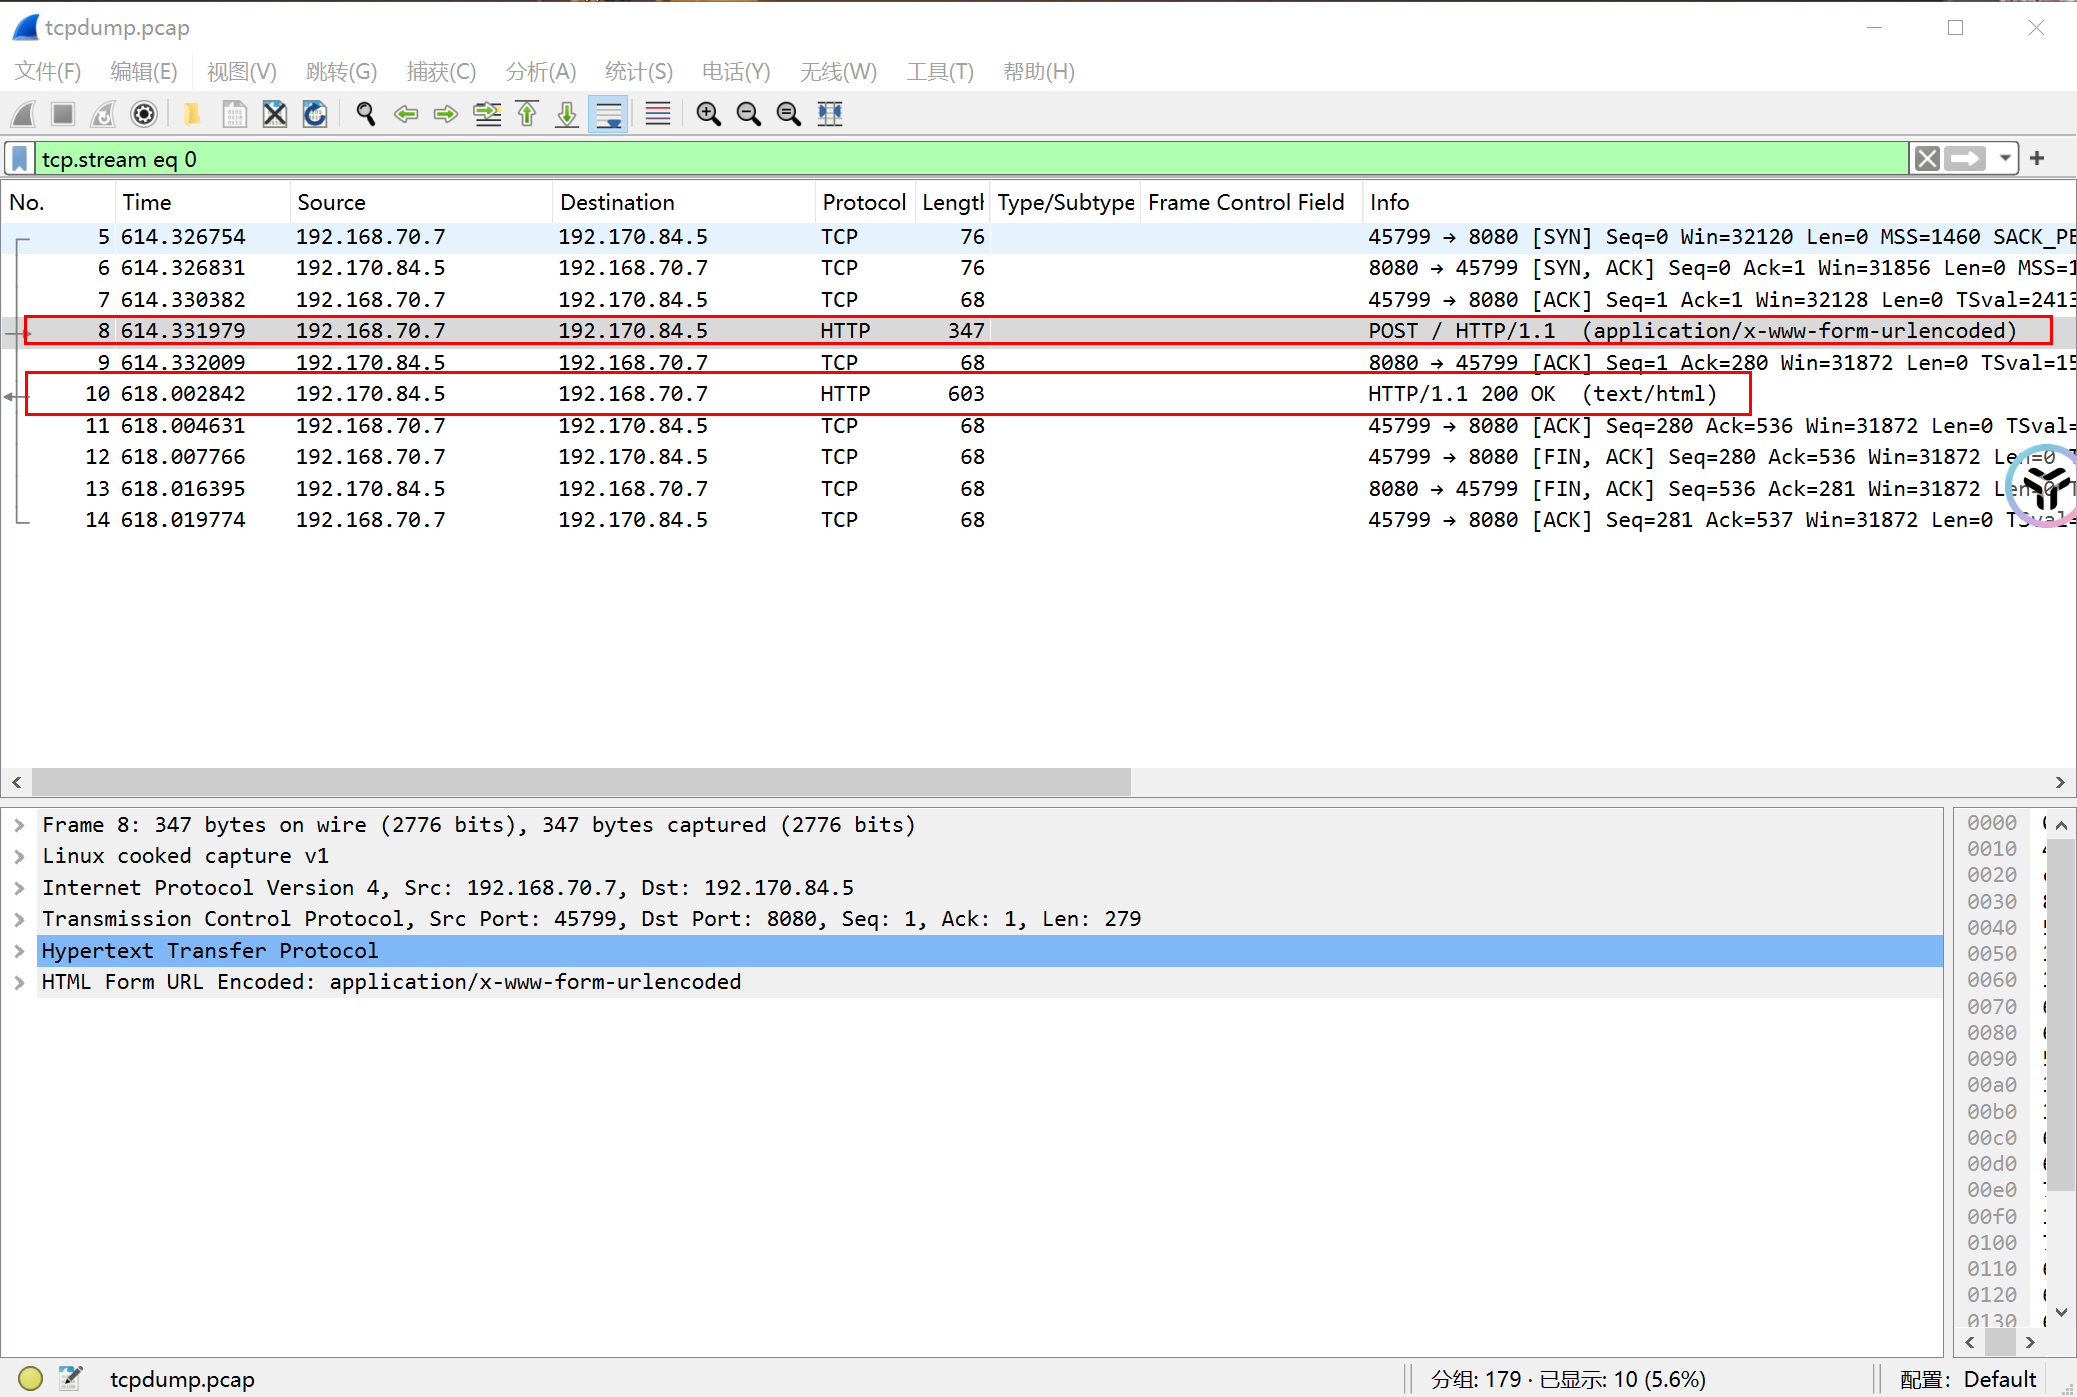 tcpdump.pcap
文件(F) 编辑(E) 视图(V) 跳转(G) 捕获(C) 分析(A) 统计(S) 电话(Y) 无线(W) 工具(T) 帮助(H)
tcp.stream eq 0
No. Time Source Destination Protocol Lengtl Type/Subtype Frame Control Field Info
5 614.326754 192.168.70.7 192.170.84.5 TCP 76 45799 → 8080 [SYN] Seq=0 Win=32120 Len=0 MSS=1460 SACK_PE
6 614.326831 192.170.84.5 192.168.70.7 TCP 76 8080 → 45799 [SYN, ACK] Seq=0 Ack=1 Win=31856 Len=0 MSS=1
7 614.330382 192.168.70.7 192.170.84.5 TCP 68 45799 → 8080 [ACK] Seq=1 Ack=1 Win=32128 Len=0 TSval=2413
8 614.331979 192.168.70.7 192.170.84.5 HTTP 347 POST / HTTP/1.1 (application/x-www-form-urlencoded)
9 614.332009 192.170.84.5 192.168.70.7 TCP 68 8080 → 45799 [ACK] Seq=1 Ack=280 Win=31872 Len=0 TSval=15
10 618.002842 192.170.84.5 192.168.70.7 HTTP 603 HTTP/1.1 200 OK (text/html)
11 618.004631 192.168.70.7 192.170.84.5 TCP 68 45799 → 8080 [ACK] Seq=280 Ack=536 Win=31872 Len=0 TSval=
12 618.007766 192.168.70.7 192.170.84.5 TCP 68 45799 → 8080 [FIN, ACK] Seq=280 Ack=536 Win=31872 Len=0
13 618.016395 192.170.84.5 192.168.70.7 TCP 68 8080 → 45799 [FIN, ACK] Seq=536 Ack=281 Win=31872 Len=0 T
14 618.019774 192.168.70.7 192.170.84.5 TCP 68 45799 → 8080 [ACK] Seq=281 Ack=537 Win=31872 Len=0 TSval=
Frame 8: 347 bytes on wire (2776 bits), 347 bytes captured (2776 bits)
Linux cooked capture v1
Internet Protocol Version 4, Src: 192.168.70.7, Dst: 192.170.84.5
Transmission Control Protocol, Src Port: 45799, Dst Port: 8080, Seq: 1, Ack: 1, Len: 279
Hypertext Transfer Protocol
HTML Form URL Encoded: application/x-www-form-urlencoded
0000
0010
0020
0030
0040
0050
0060
0070
0080
0090
00a0
00b0
00c0
00d0
00e0
00f0
0100
0110
0120
0130
tcpdump.pcap 分组: 179 · 已显示: 10 (5.6%) 配置: Default